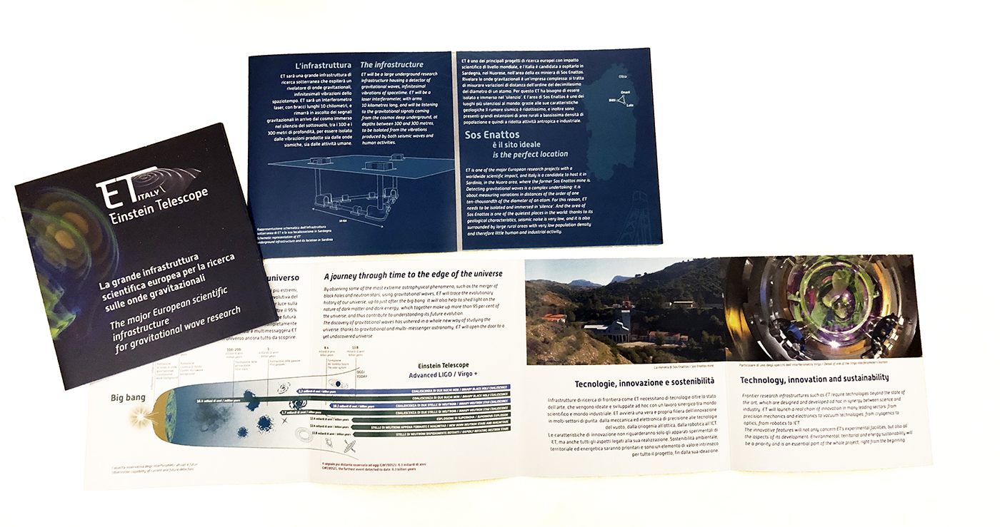 ET
ITALY
Einstein Telescope
La grande infrastruttura
scientifica europea per la ricerca
sulle onde gravitazionali
The major European scientific
infrastructure
for gravitational wave research
L'infrastruttura
ET sarà una grande infrastruttura di
ricerca sotterranea che ospiterà un
rivelatore di onde gravitazionali,
infinitesimali vibrazioni dello
spaziotempo. ET sarà un interferometro
laser, con bracci lunghi 10 chilometri, e
rimarrà in ascolto dei segnali
gravitazionali in arrivo dal cosmo immerso
nel silenzio del sottosuolo, tra i 100 e i
300 metri di profondità, per essere isolato
dalle vibrazioni prodotte sia dalle onde
sismiche, sia dalle attività umane.
The infrastructure
ET will be a large underground research
infrastructure housing a detector of
gravitational waves, infinitesimal
vibrations of spacetime. ET will be a
laser interferometer, with arms
10 kilometres long, and will be listening
to the gravitational signals coming
from the cosmos deep underground, at
depths between 100 and 300 metres,
to be isolated from the vibrations
produced by both seismic waves and
human activities.
10 KM
Rappresentazione schematica dell'infrastruttura
sotterranea di ET e la sua localizzazione in Sardegna
Schematic representation of ET
underground infrastructure and its location in Sardinia
ET è uno dei principali progetti di ricerca europei con impatto
scientifico di livello mondiale, e l'Italia è candidata a ospitarlo in
Sardegna, nel Nuorese, nell'area della ex miniera di Sos Enattos.
Rivelare le onde gravitazionali è un'impresa complessa: si tratta
di misurare variazioni di distanza dell'ordine del decimillesimo
del diametro di un atomo. Per questo ET ha bisogno di essere
isolato e immerso nel 'silenzio'. E l'area di Sos Enattos è uno dei
luoghi più silenziosi al mondo: grazie alle sue caratteristiche
geologiche il rumore sismico è ridottissimo, e inoltre sono
presenti grandi estensioni di aree rurali a bassissima densità di
popolazione e quindi a ridotta attività antropica e industriale.
Olbia
Onanì
Bitti
Lula
Sos Enattos
è il sito ideale
is the perfect location
ET is one of the major European research projects with a
worldwide scientific impact, and Italy is a candidate to host it in
Sardinia, in the Nuoro area, where the former Sos Enattos mine is.
Detecting gravitational waves is a complex undertaking: it is
about measuring variations in distances of the order of one
ten-thousandth of the diameter of an atom. For this reason, ET
needs to be isolated and immersed in 'silence'. And the area of
Sos Enattos is one of the quietest places in the world: thanks to its
geological characteristics, seismic noise is very low, and it is also
surrounded by large rural areas with very low population density
and therefore little human and industrial activity.
universo
più estremi,
volutiva del
luce sulla
tre il 95%
e futura.
mpletamente
e multimessaggera ET
universo ancora tutto da scoprire.
A journey through time to the edge of the universe
By observing some of the most extreme astrophysical phenomena, such as the merger of
black holes and neutron stars, using gravitational waves, ET will trace the evolutionary
history of our universe, up to just after the big bang. It will also help to shed light on the
nature of dark matter and dark energy, which together make up more than 95 per cent of
the universe, and thus contribute to understanding its future evolution.
The discovery of gravitational waves has ushered in a whole new way of studying the
universe: thanks to gravitational and multi-messenger astronomy, ET will open the door to a
yet undiscovered universe
OGGI
TODAY
Einstein Telescope
Advanced LIGO / Virgo +
Big bang
COALESCENZA DI DUE BUCHI NERI / BINARY BLACK HOLE COALESCENCE
COALESCENZA DI DUE BUCHI NERI / BINARY BLACK HOLE COALESCENCE
COALESCENZA DI DUE STELLE DI NEUTRONI / BINARY NEUTRON STAR COALESCENCE
COALESCENZA DI DUE STELLE DI NEUTRONI / BINARY NEUTRON STAR COALESCENCE
ESPLOSIONE DI SUPERNOVA / SUPERNOVA EXPLOSION
STELLE DI NEUTRONI APPENA FORMATE E MAGNETAR / NEW BORN NEUTRON STARS AND MAGNETARS
STELLE DI NEUTRONI RAPIDAMENTE ROTANTI / RAPIDLY ROTATING NEUTRON STARS
Capacità osservativa degli interferometri attuali e futuri
Observation capability of current and future detectors
Il segnale più distante osservato ad oggi GW190521: 6.3 miliardi di anni
GW190521, the farthest event detected to date: 6.3 billion years
La miniera di Sos Enattos / Sos Enattos mine
Particolare di uno degli specchi dell'interferometro Virgo / Detail of one of the Virgo interferometer's mirrors
Tecnologie, innovazione e sostenibilità
Infrastrutture di ricerca di frontiera come ET necessitano di tecnologie oltre lo stato
dell'arte, che vengono ideate e sviluppate ad hoc con un lavoro sinergico tra mondo
scientifico e mondo industriale. ET avvierà una vera e propria filiera dell'innovazione
in molti settori di punta: dalla meccanica ed elettronica di precisione alle tecnologie
del vuoto, dalla criogenia all'ottica, dalla robotica all'ICT.
Le caratteristiche di innovazione non riguarderanno solo gli apparati sperimentali di
ET, ma anche tutti gli aspetti legati alla sua realizzazione. Sostenibilità ambientale,
territoriale ed energetica saranno prioritari e sono un elemento di valore intrinseco
per tutto il progetto, fin dalla sua ideazione.
Technology, innovation and sustainability
Frontier research infrastructures such as ET require technologies beyond the state of
the art, which are designed and developed ad hoc in synergy between science and
industry. ET will launch a real chain of innovation in many leading sectors: from
precision mechanics and electronics to vacuum technologies, from cryogenics to
optics, from robotics to ICT
The innovative features will not only concern ET's experimental facilities, but also all
the aspects of its development. Environmental, territorial and energy sustainability will
be a priority and is an essential part of the whole project, right from the beginning.